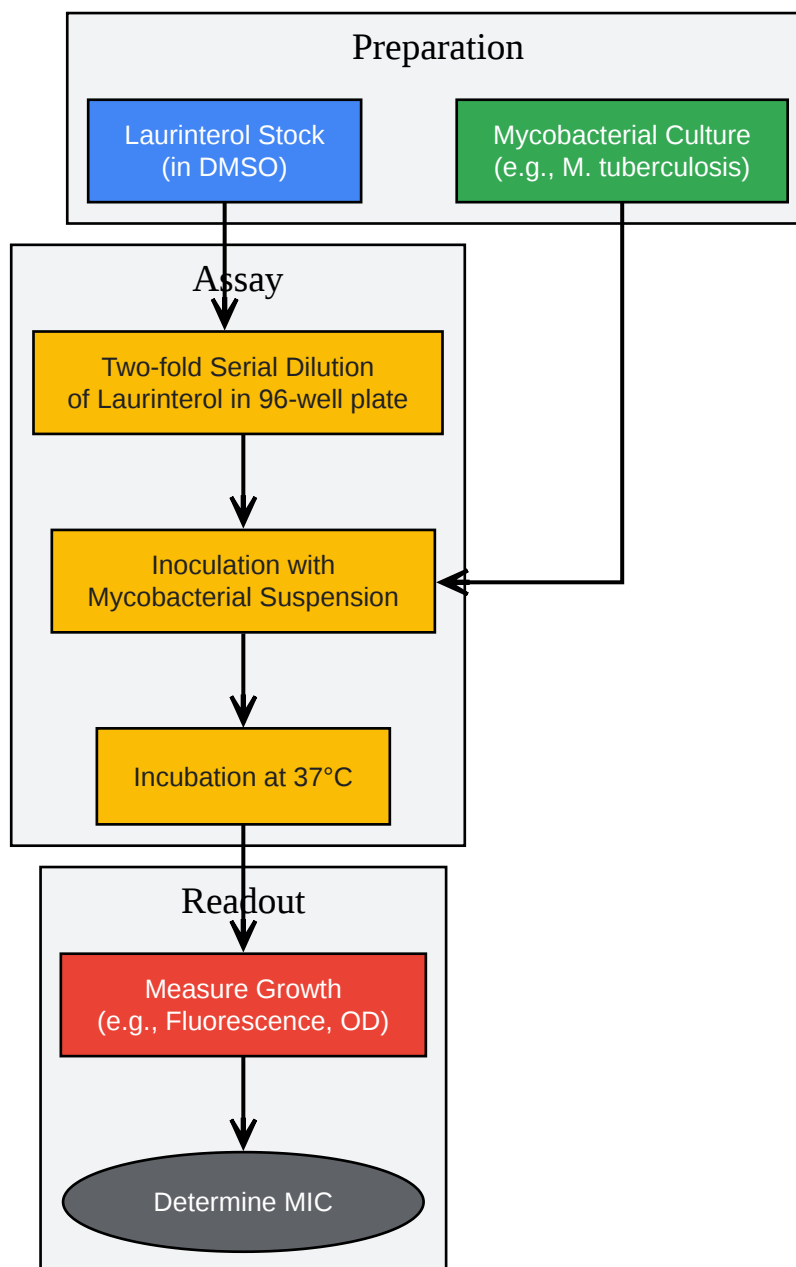 Preparation
Laurinterol Stock
(in DMSO)
Mycobacterial Culture
(e.g., M. tuberculosis)
Assay
Two-fold Serial Dilution
of Laurinterol in 96-well plate
Inoculation with
Mycobacterial Suspension
Incubation at 37°C
Readout
Measure Growth
(e.g., Fluorescence, OD)
Determine MIC